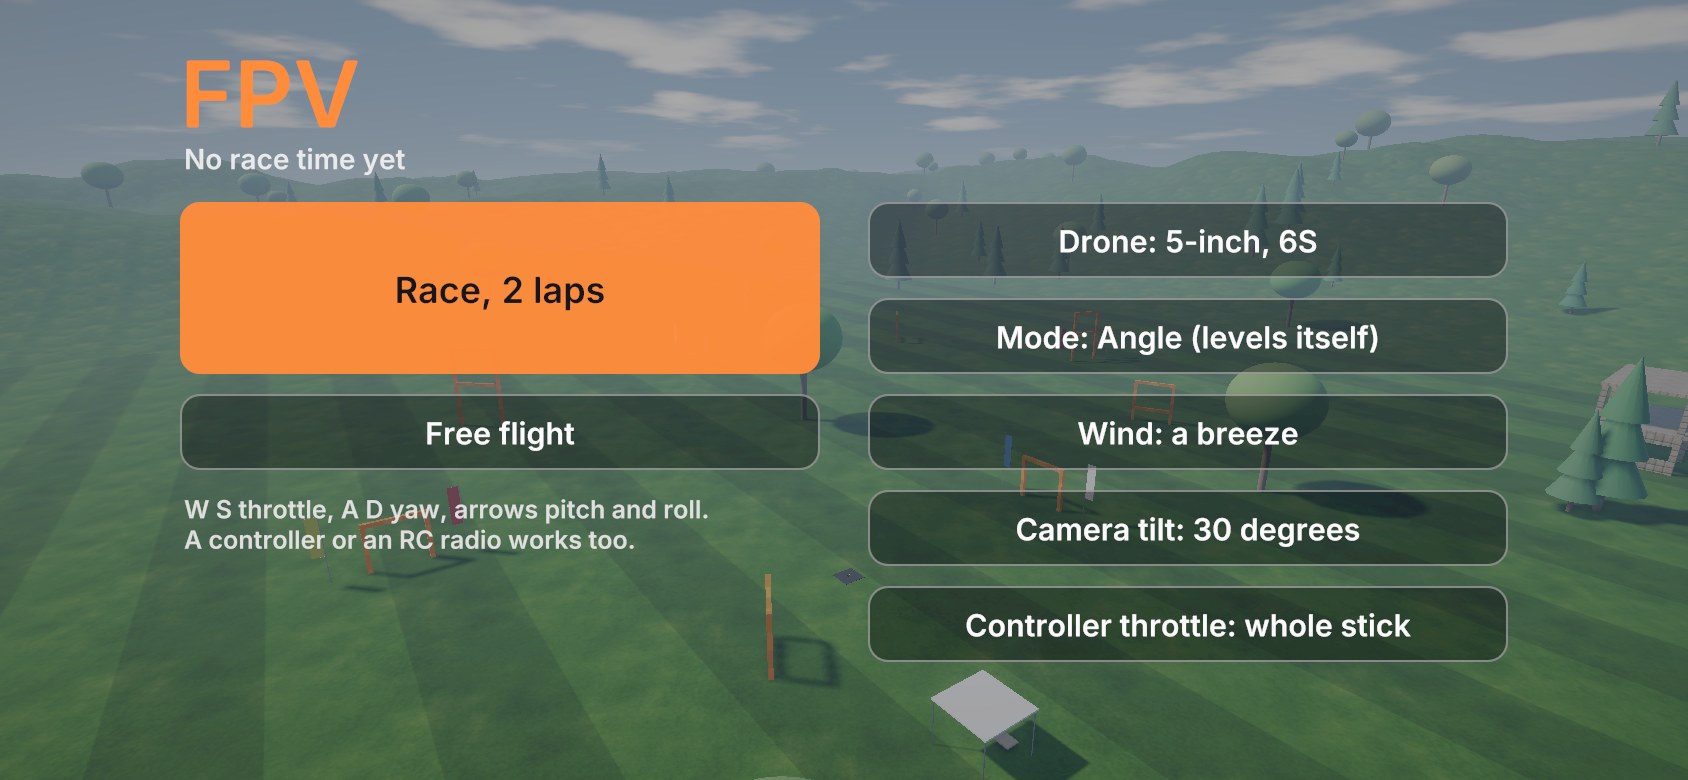 FPV
No race time yet
Race, 2 laps
Free flight
W S throttle, A D yaw, arrows pitch and roll.
A controller or an RC radio works too.
Drone: 5-inch, 6S
Mode: Angle (levels itself)
Wind: a breeze
Camera tilt: 30 degrees
Controller throttle: whole stick